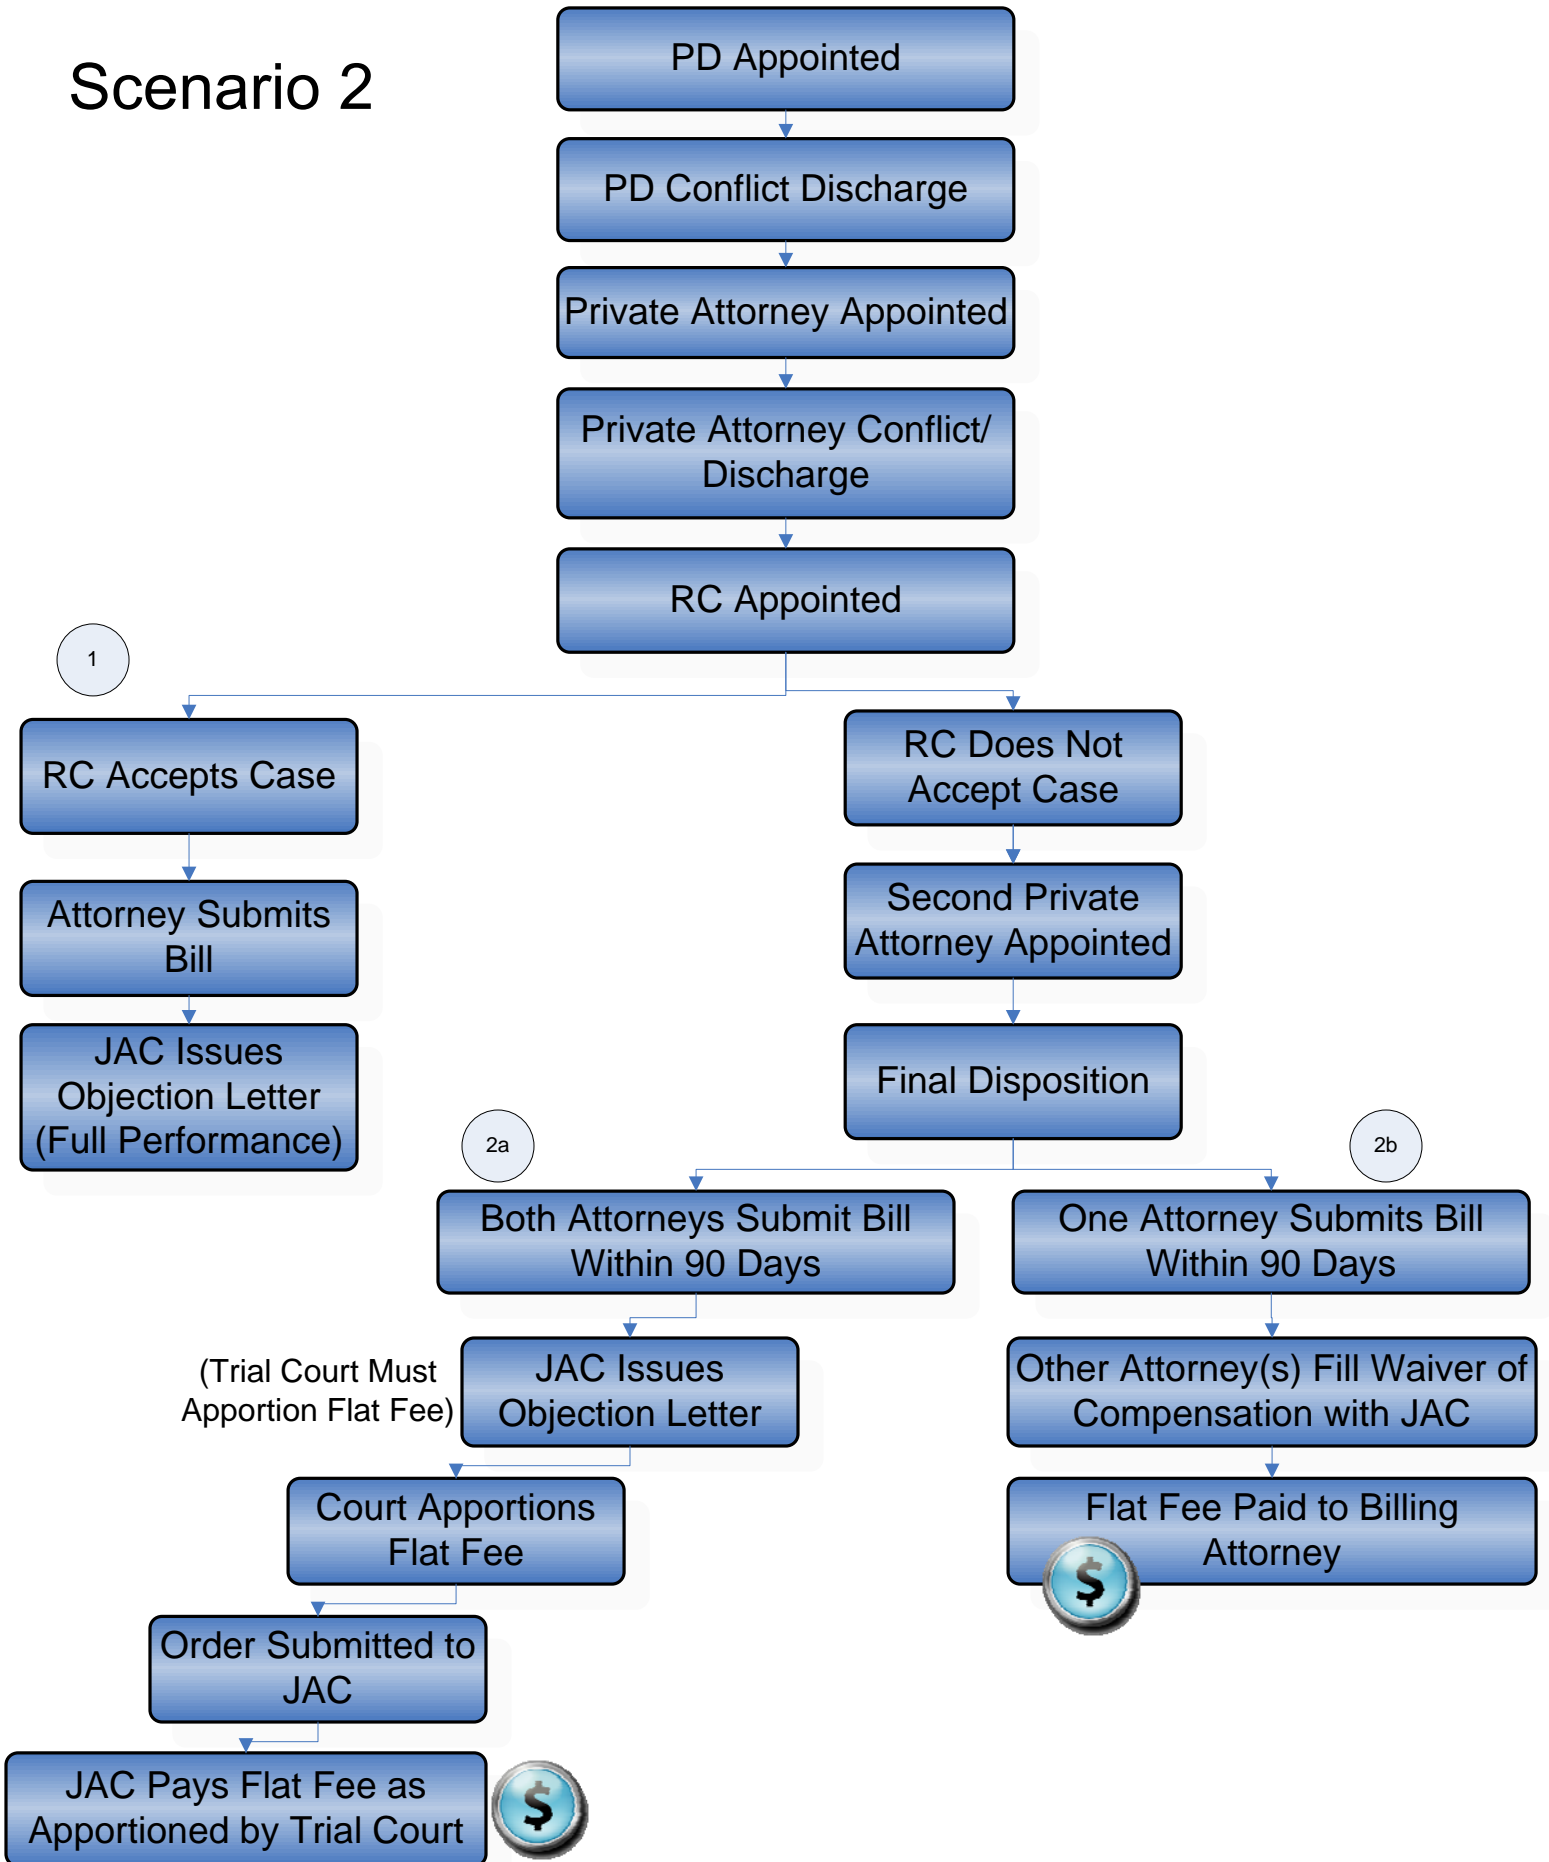 Scenario 2
PD Appointed
PD Conflict Discharge
Private Attorney Appointed
Private Attorney Conflict/
Discharge
RC Appointed
1
RC Accepts Case
Attorney Submits
Bill
JAC Issues
Objection Letter
(Full Performance)
RC Does Not
Accept Case
Second Private
Attorney Appointed
Final Disposition
2a
Both Attorneys Submit Bill
Within 90 Days
(Trial Court Must
Apportion Flat Fee)
JAC Issues
Objection Letter
Court Apportions
Flat Fee
Order Submitted to
JAC
JAC Pays Flat Fee as
Apportioned by Trial Court
$
2b
One Attorney Submits Bill
Within 90 Days
Other Attorney(s) Fill Waiver of
Compensation with JAC
Flat Fee Paid to Billing
Attorney
$